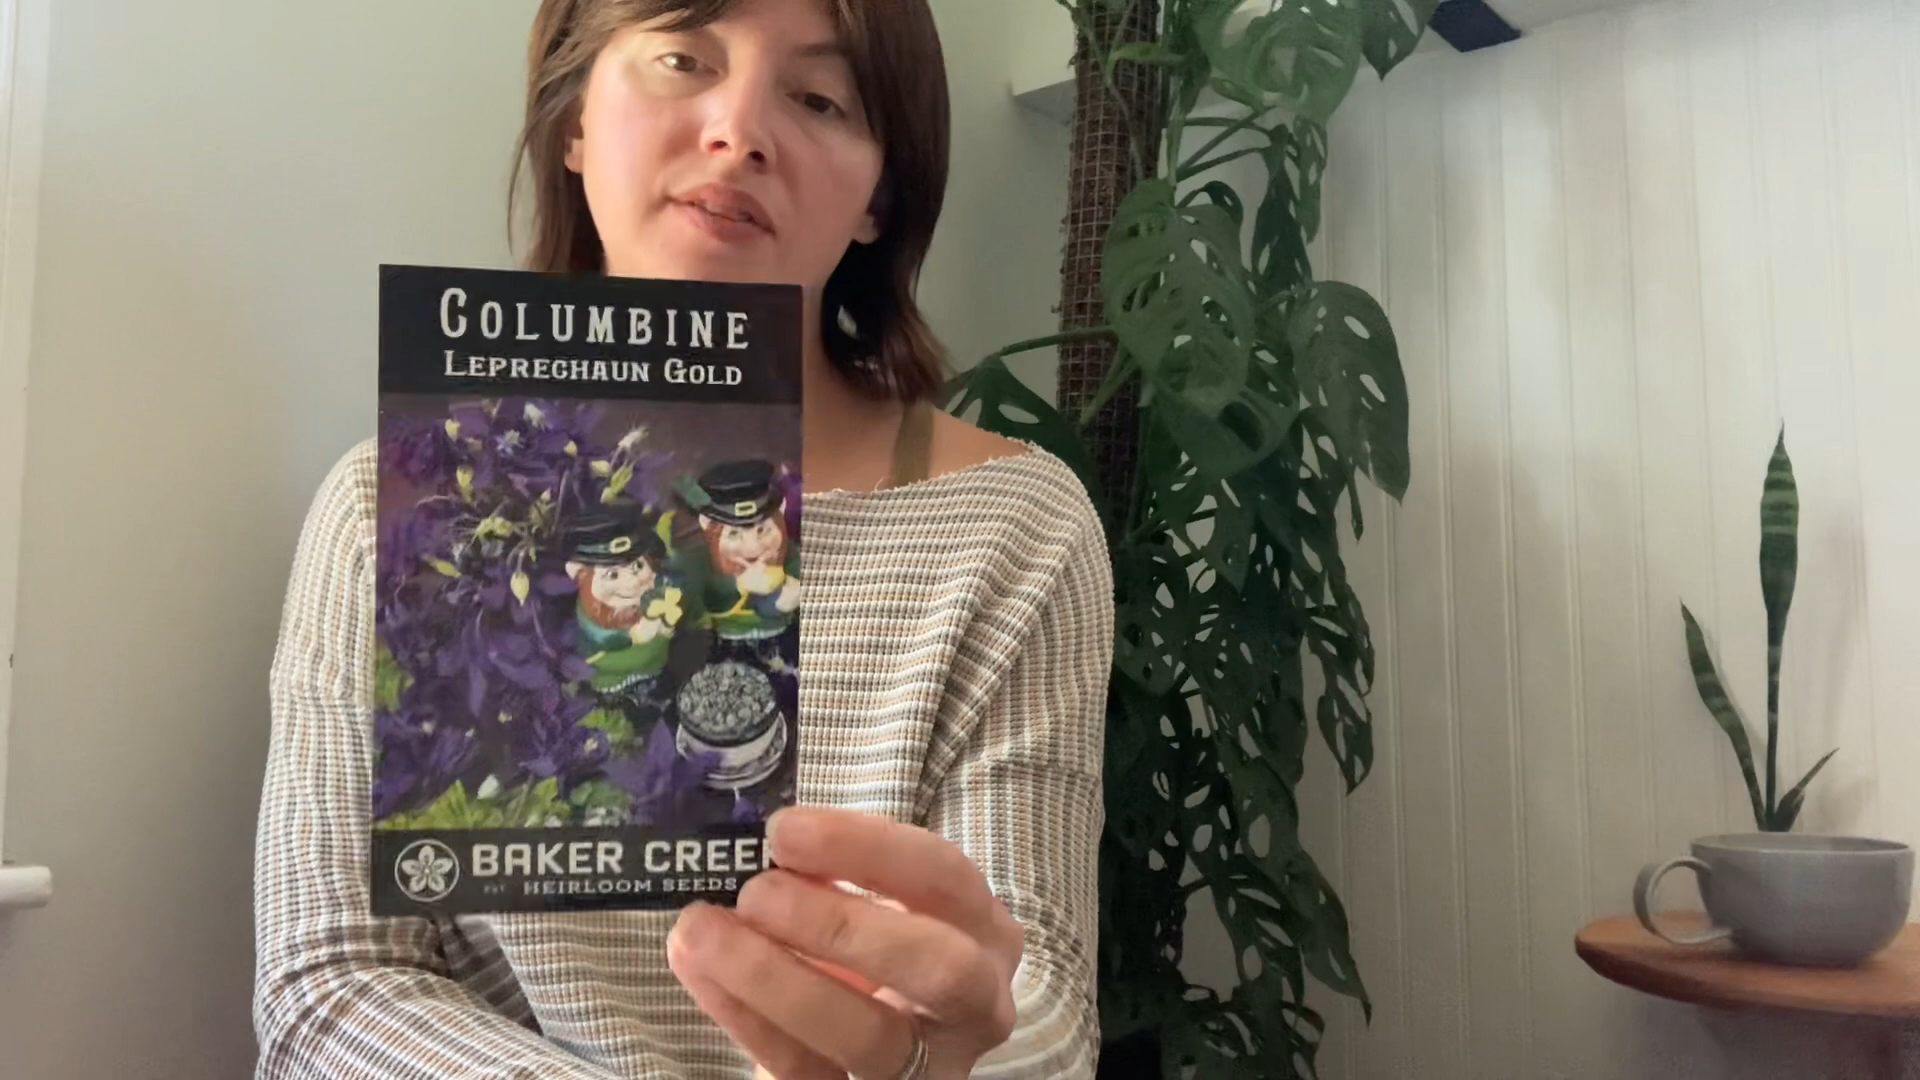 COLUMBINE
LEPRECHAUN GOLD
BAKER CREE
HEIRLOOM SEEDS